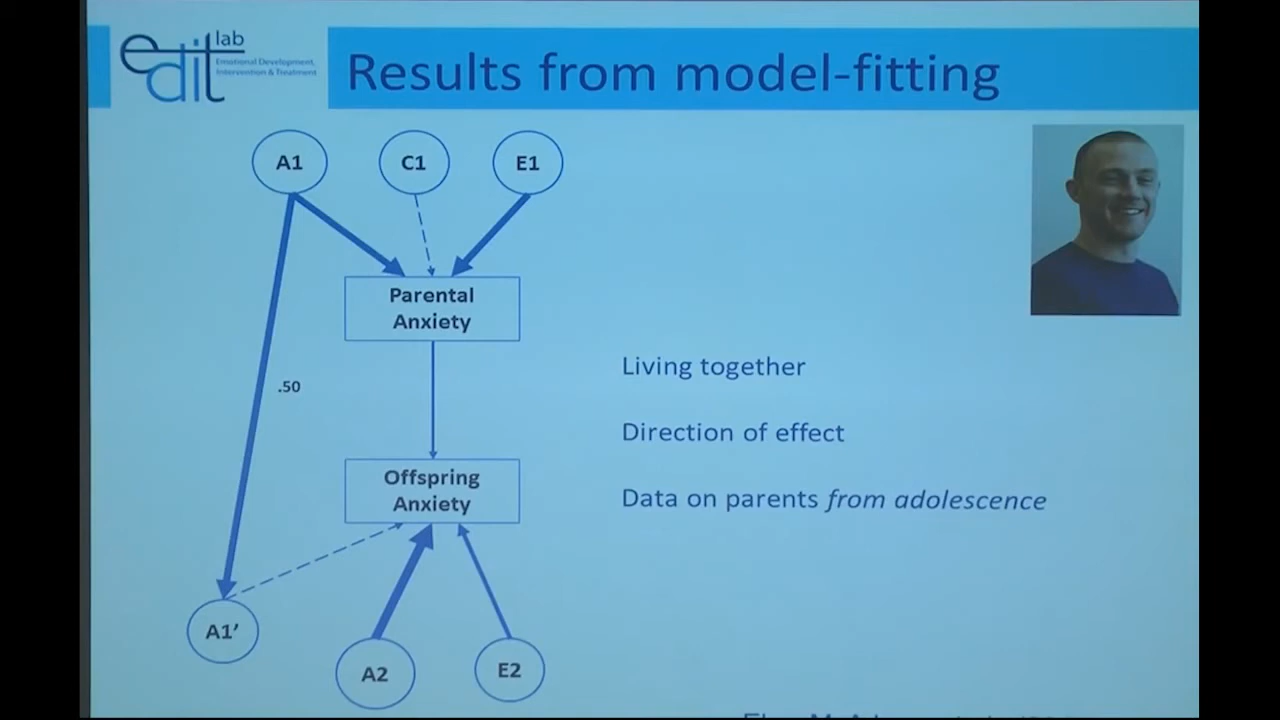 edit lab
Emotional Development,
Intervention & Treatment
Results from model-fitting
A1
C1
E1
Parental
Anxiety
.50
Living together
Direction of effect
Offspring
Anxiety
Data on parents from adolescence
A1’
A2
E2